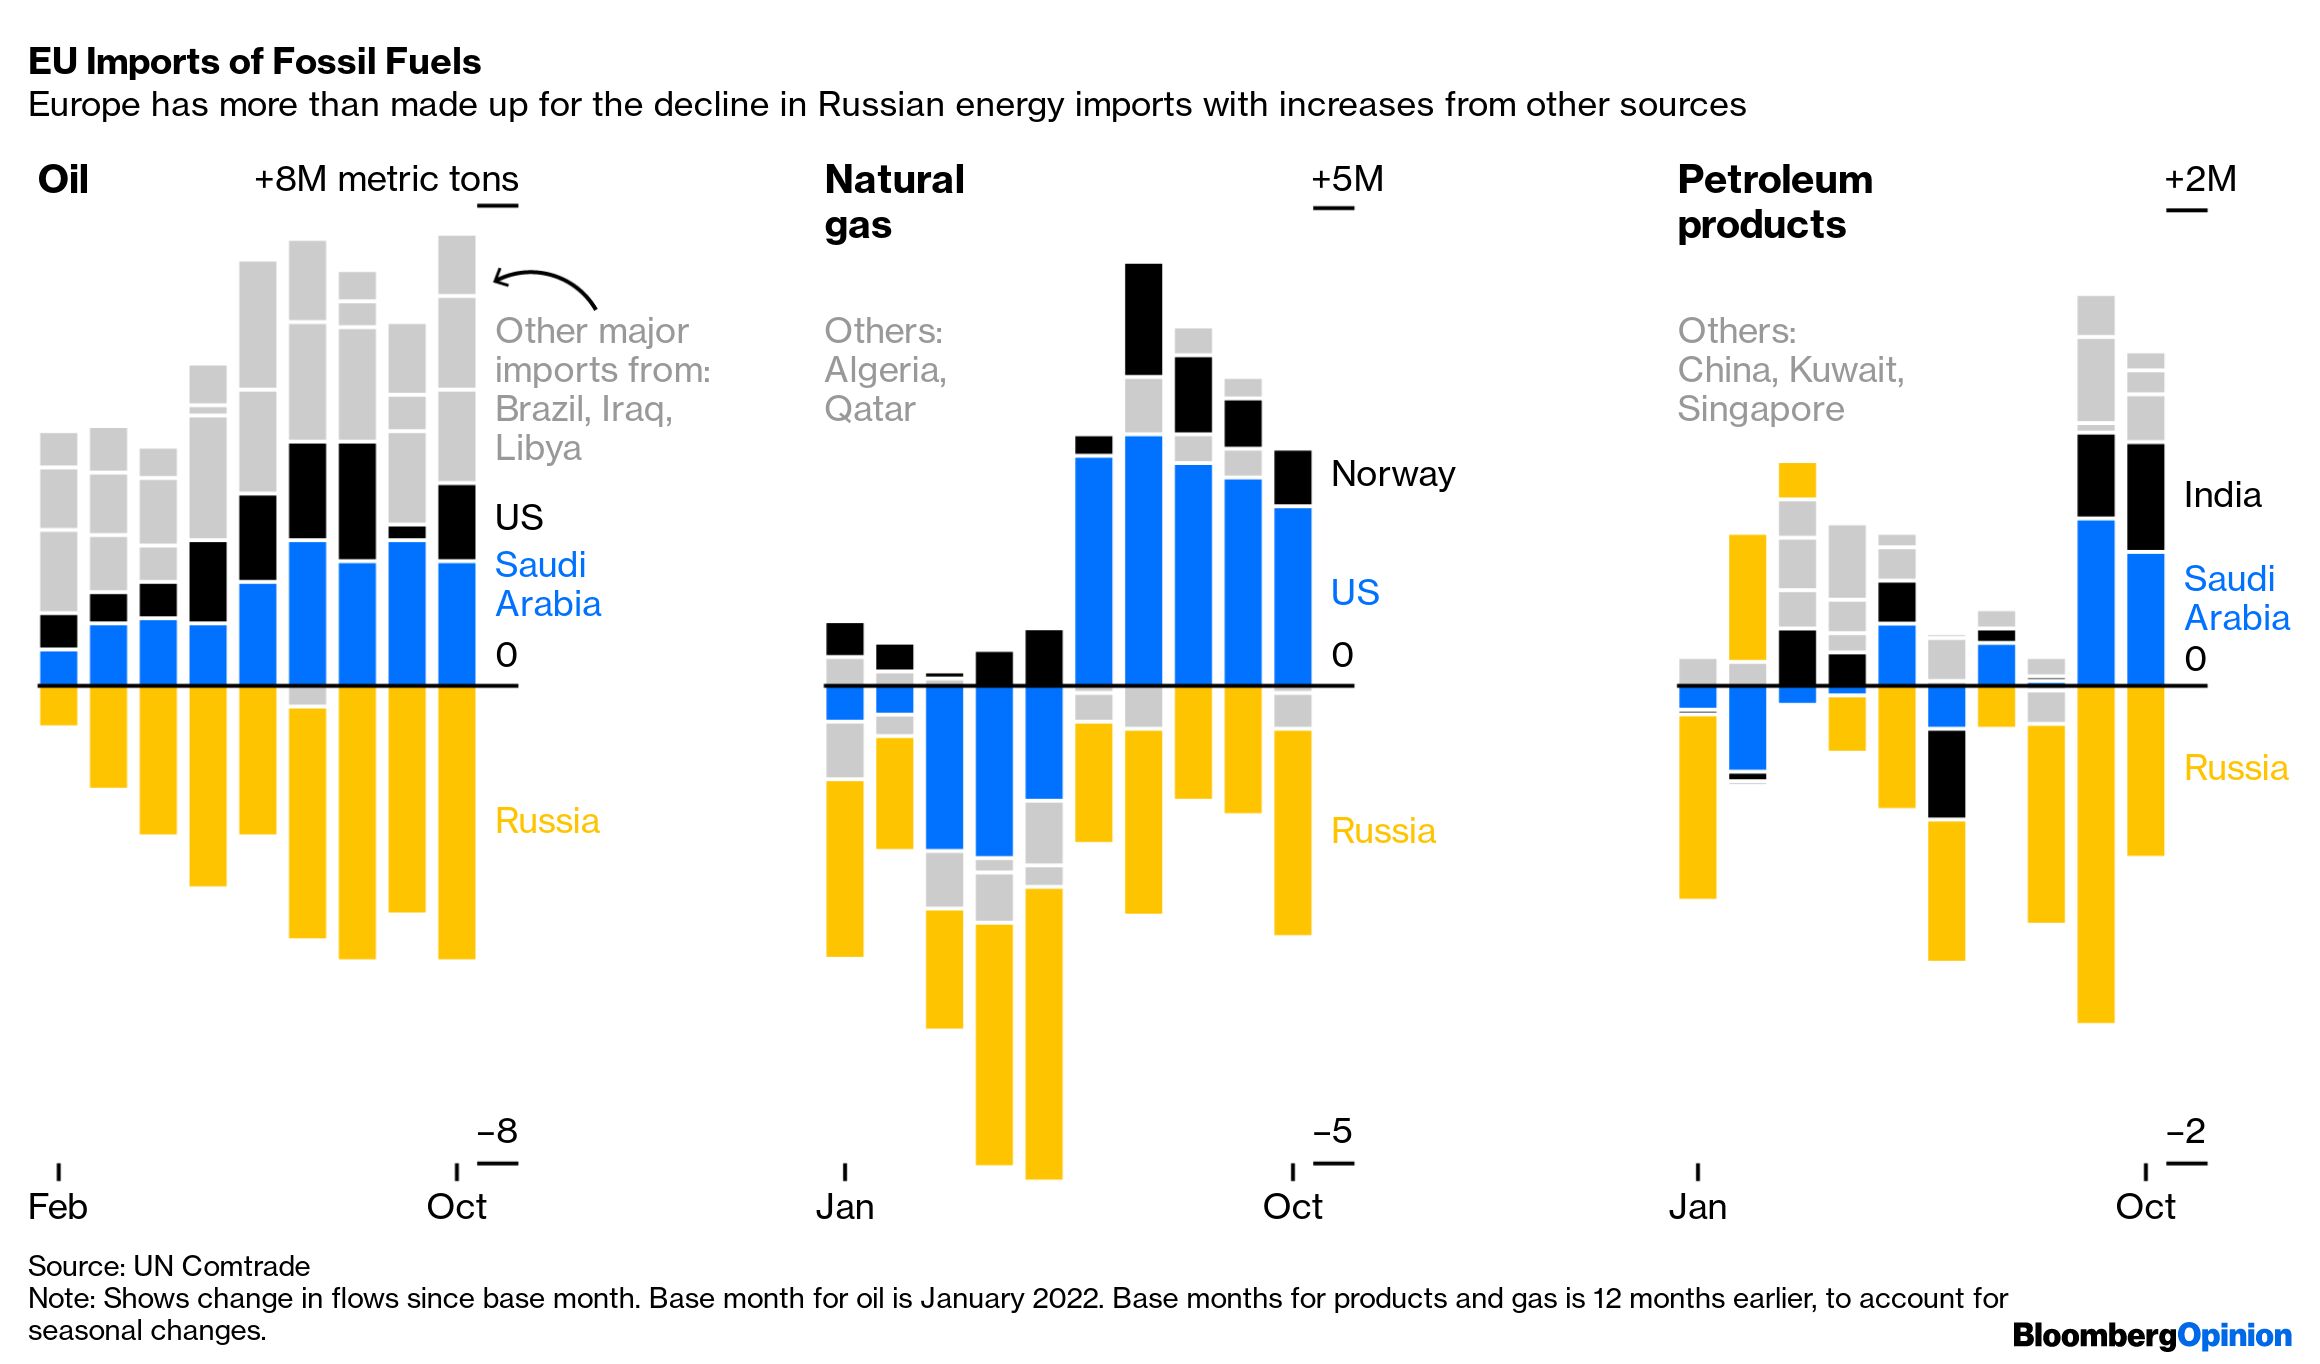 EU Imports of Fossil Fuels
Europe has more than made up for the decline in Russian energy imports with increases from other sources
Oil
+8M metric tons
Other major
imports from:
Brazil, Iraq,
Libya
US
Saudi
Arabia
0
Russia
–8
Feb
Oct
Natural
gas
+5M
Others:
Algeria,
Qatar
Norway
US
0
Russia
–5
Jan
Oct
Petroleum
products
+2M
Others:
China, Kuwait,
Singapore
India
Saudi
Arabia
0
Russia
–2
Jan
Oct
Source: UN Comtrade
Note: Shows change in flows since base month. Base month for oil is January 2022. Base months for products and gas is 12 months earlier, to account for
seasonal changes.
BloombergOpinion